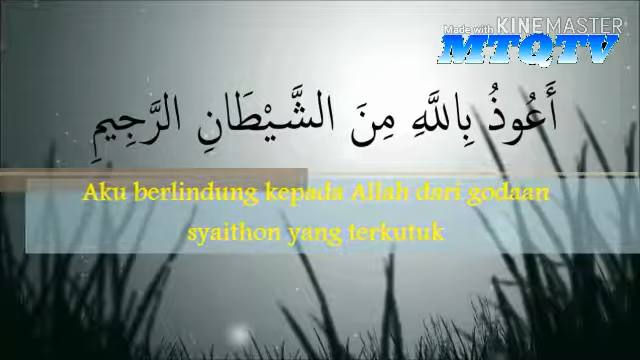 Made with KINEMASTER
MTQTV
أَعُوذُ بِاللَّهِ مِنَ الشَّيْطَانِ الرَّجِيمِ
Aku berlindung kepada Allah dari godaan
syaithon yang terkutuk